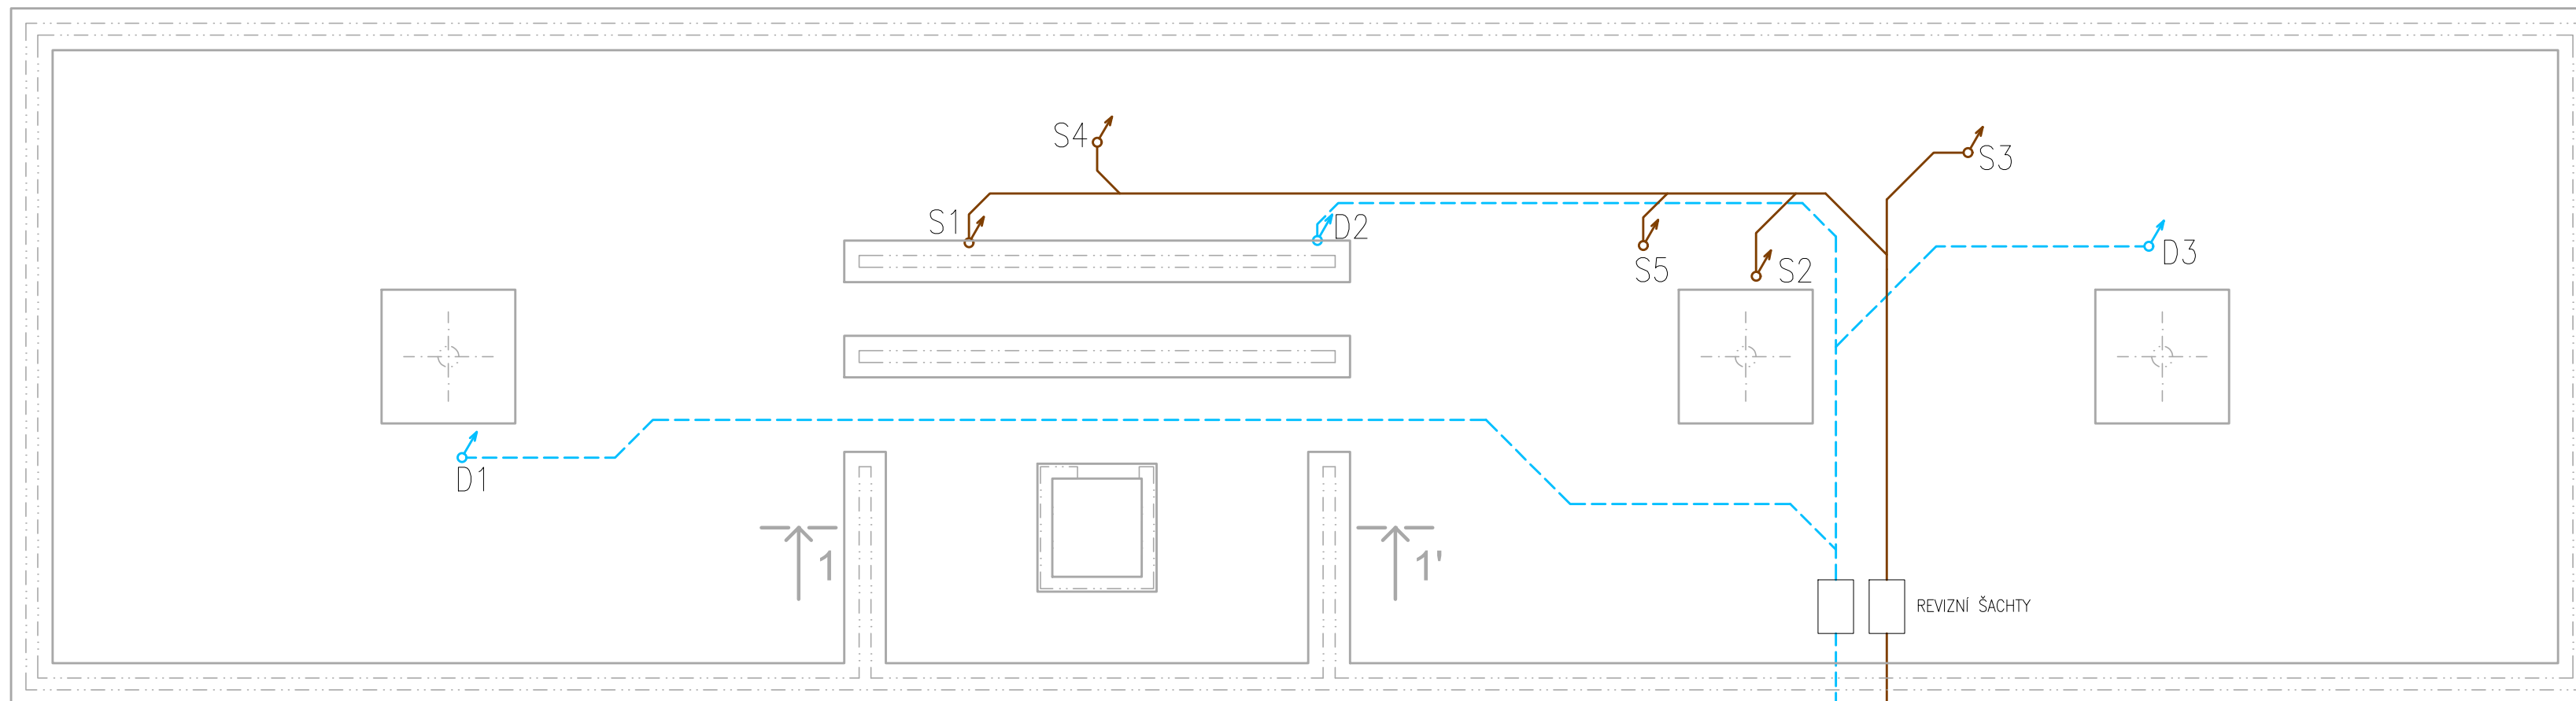 S4
S3
S1
D2
D3
S5
S2
D1
1
1'
REVIZNÍ ŠACHTY